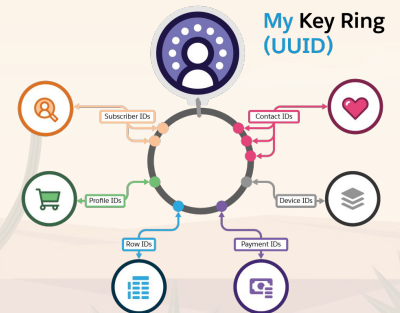 My Key Ring
(UUID)
Subscriber IDs
Contact IDs
Profile IDs
Device IDs
Row IDs
Payment IDs